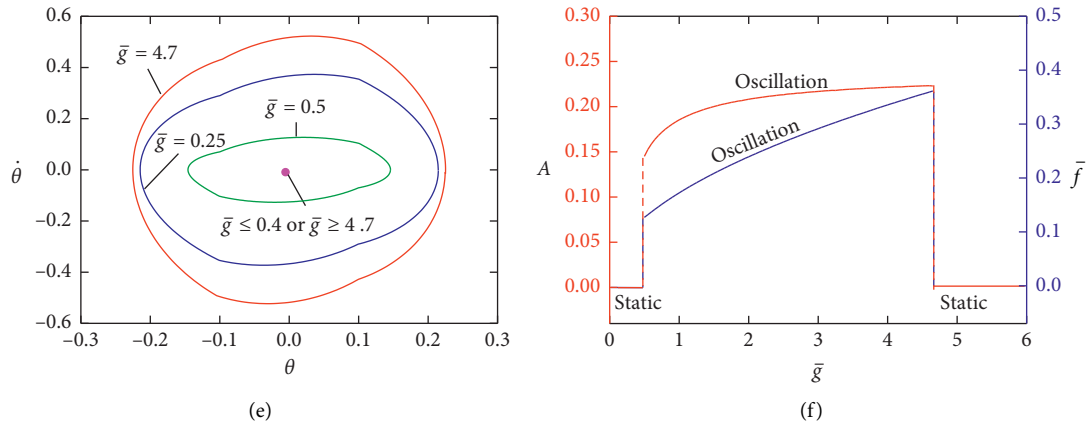 0.6
0.4
0.2
0.0
−0.2
−0.4
−0.6
θ̇
−0.3 −0.2 −0.1 0.0 0.1 0.2 0.3
θ
ḡ = 4.7
ḡ = 0.5
ḡ = 0.25
ḡ ≤ 0.4 or ḡ ≥ 4 .7
(e)
0.30
0.25
0.20
0.15
0.10
0.05
0.00
A
Oscillation
Oscillation
Static
Static
0.5
0.4
0.3
0.2
0.1
0.0
f̄
0 1 2 3 4 5 6
ḡ
(f)